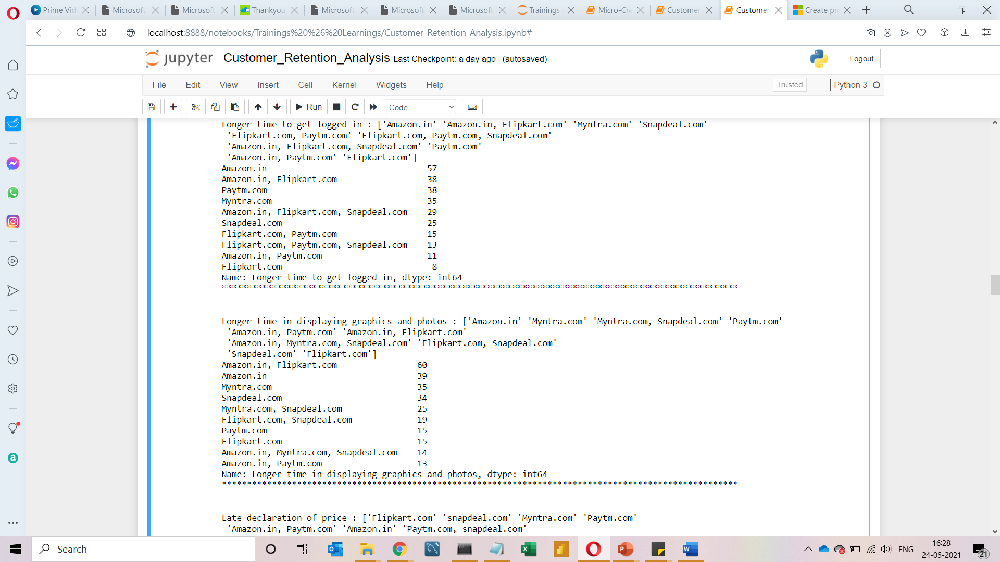 Prime Vid
Microsoft
Microsoft
Thankyou
Microsoft
Microsoft
Microsoft
Trainings
Micro-Cre
Customer
Customer
Create pr
localhost:8888/notebooks/Trainings%20%26%20Learnings/Customer_Retention_Analysis.ipynb#
jupyter Customer_Retention_Analysis Last Checkpoint: a day ago (autosaved)
Logout
File Edit View Insert Cell Kernel Widgets Help
Trusted
Python 3
Run
Code
Longer time to get logged in : ['Amazon.in' 'Amazon.in, Flipkart.com' 'Myntra.com' 'Snapdeal.com'
'Flipkart.com, Paytm.com' 'Flipkart.com, Paytm.com, Snapdeal.com'
'Amazon.in, Flipkart.com, Snapdeal.com' 'Paytm.com'
'Amazon.in, Paytm.com' 'Flipkart.com']
Amazon.in 57
Amazon.in, Flipkart.com 38
Paytm.com 38
Myntra.com 35
Amazon.in, Flipkart.com, Snapdeal.com 29
Snapdeal.com 25
Flipkart.com, Paytm.com 15
Flipkart.com, Paytm.com, Snapdeal.com 13
Amazon.in, Paytm.com 11
Flipkart.com 8
Name: Longer time to get logged in, dtype: int64
*******************************************************************************************************
Longer time in displaying graphics and photos : ['Amazon.in' 'Myntra.com' 'Myntra.com, Snapdeal.com' 'Paytm.com'
'Amazon.in, Paytm.com' 'Amazon.in, Flipkart.com'
'Amazon.in, Myntra.com, Snapdeal.com' 'Flipkart.com, Snapdeal.com'
'Snapdeal.com' 'Flipkart.com']
Amazon.in, Flipkart.com 60
Amazon.in 39
Myntra.com 35
Snapdeal.com 34
Myntra.com, Snapdeal.com 25
Flipkart.com, Snapdeal.com 19
Paytm.com 15
Flipkart.com 15
Amazon.in, Myntra.com, Snapdeal.com 14
Amazon.in, Paytm.com 13
Name: Longer time in displaying graphics and photos, dtype: int64
*******************************************************************************************************
Late declaration of price : ['Flipkart.com' 'snapdeal.com' 'Myntra.com' 'Paytm.com'
'Amazon.in, Paytm.com' 'Amazon.in' 'Paytm.com, snapdeal.com'
Search
ENG
16:28
24-05-2021
21